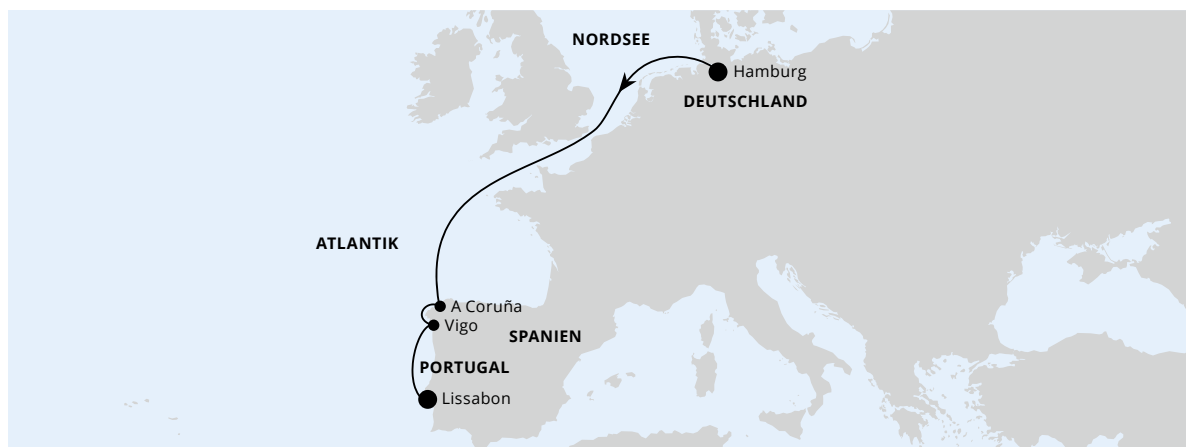 NORDSEE
Hamburg
DEUTSCHLAND
ATLANTIK
A Coruña
Vigo
SPANIEN
PORTUGAL
Lissabon